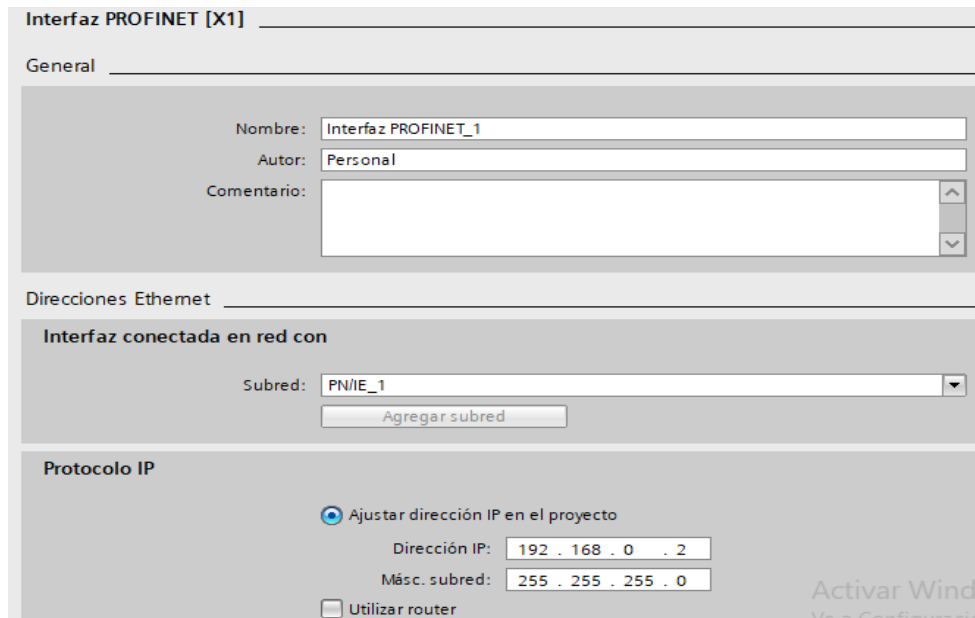 Interfaz PROFINET [X1]
General
Nombre: Interfaz PROFINET_1
Autor: Personal
Comentario:
Direcciones Ethernet
Interfaz conectada en red con
Subred: PN/IE_1
Agregar subred
Protocolo IP
Ajustar dirección IP en el proyecto
Dirección IP: 192 . 168 . 0 . 2
Másc. subred: 255 . 255 . 255 . 0
Utilizar router
Activar Wind